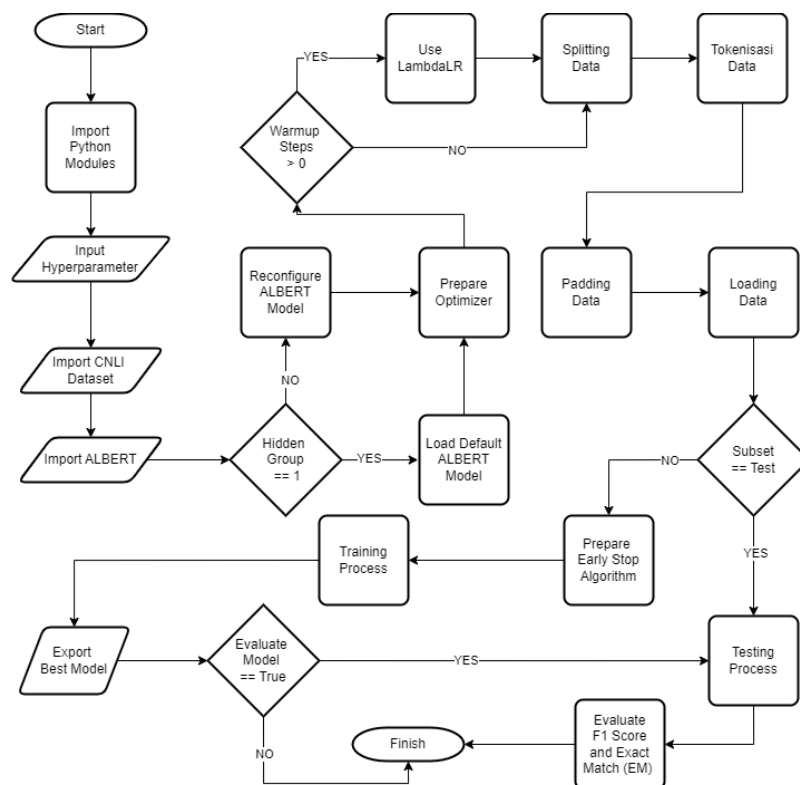 Start
Import
Python
Modules
Input
Hyperparameter
Import CNLI
Dataset
Import ALBERT
Hidden
Group
== 1
NO
YES
Reconfigure
ALBERT
Model
Load Default
ALBERT
Model
Prepare
Optimizer
Warmup
Steps
> 0
YES
NO
Use
LambdaLR
Splitting
Data
Tokenisasi
Data
Padding
Data
Loading
Data
Subset
== Test
NO
YES
Prepare
Early Stop
Algorithm
Training
Process
Export
Best Model
Evaluate
Model
== True
YES
NO
Testing
Process
Evaluate
F1 Score
and Exact
Match (EM)
Finish